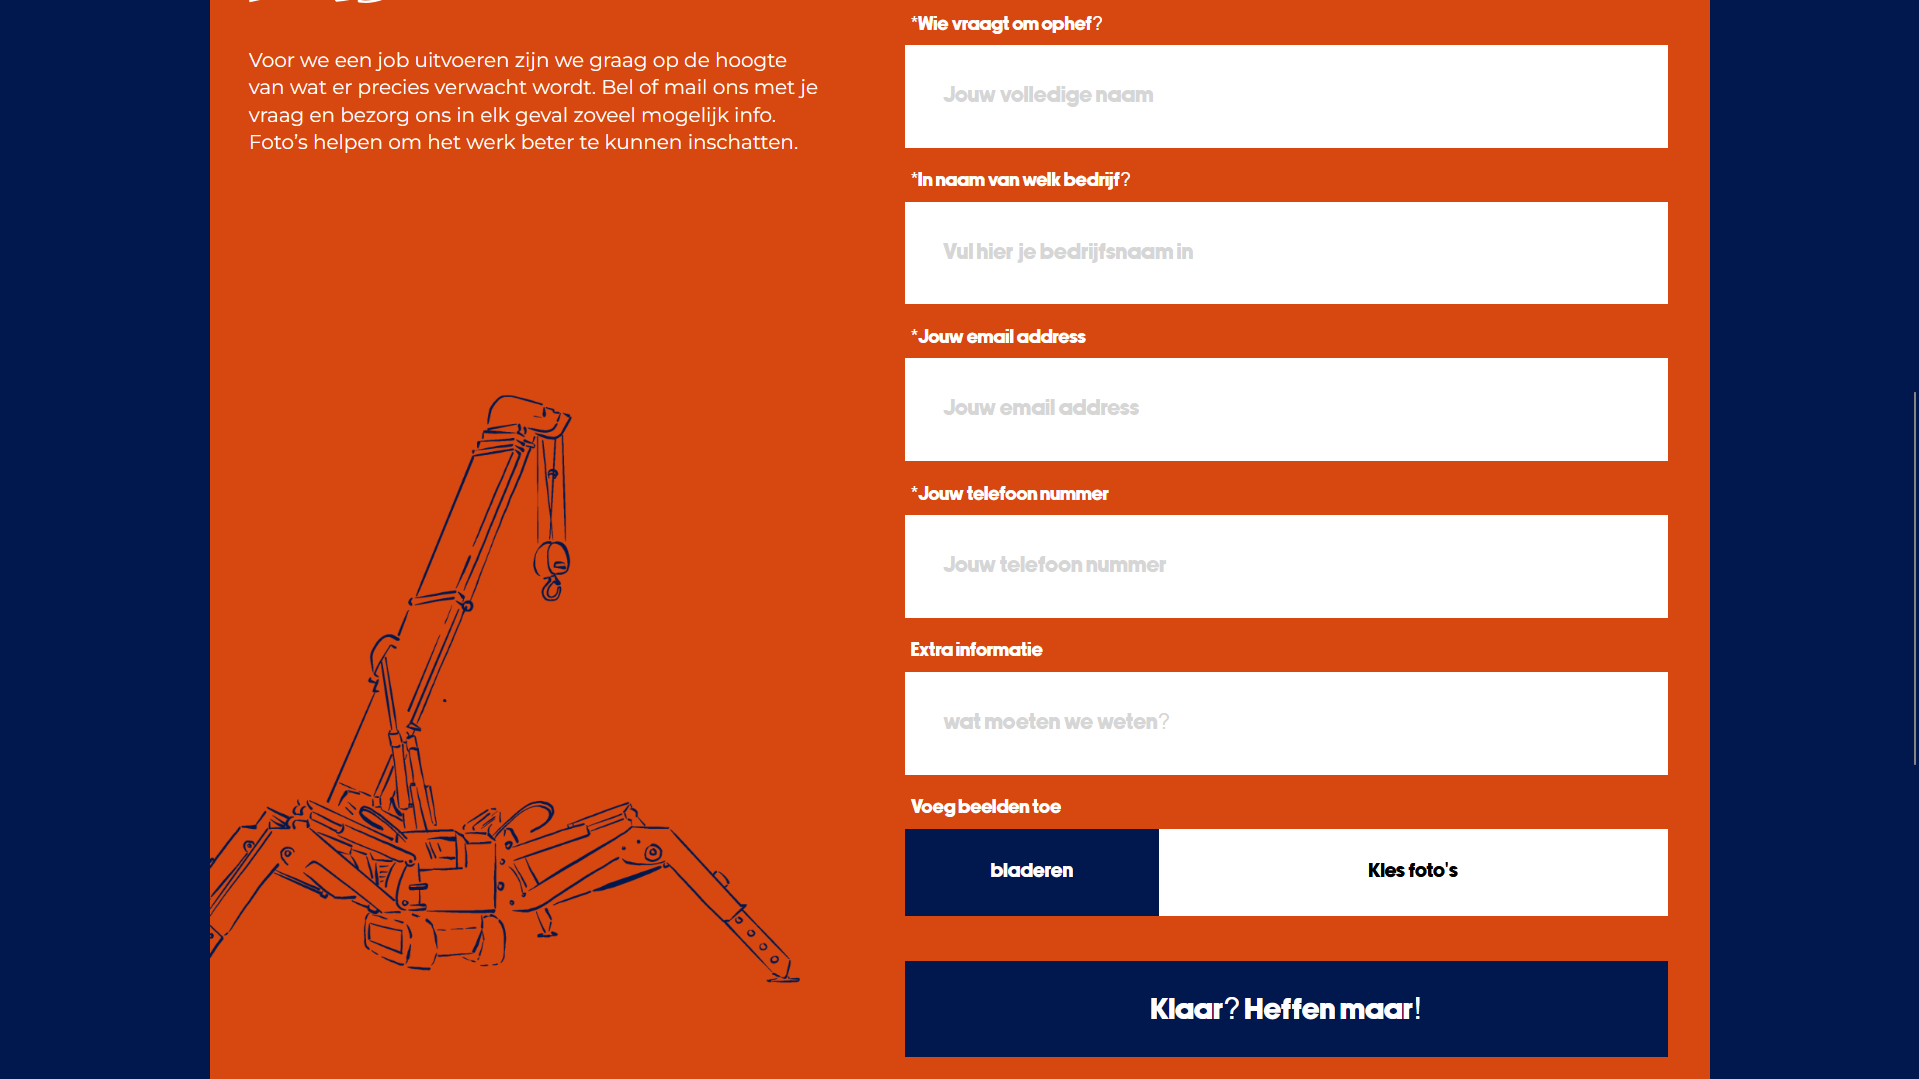 Voor we een job uitvoeren zijn we graag op de hoogte
van wat er precies verwacht wordt. Bel of mail ons met je
vraag en bezorg ons in elk geval zoveel mogelijk info.
Foto’s helpen om het werk beter te kunnen inschatten.
*Wie vraagt om ophef?
Jouw volledige naam
*In naam van welk bedrijf?
Vul hier je bedrijfsnaam in
*Jouw email address
Jouw email address
*Jouw telefoon nummer
Jouw telefoon nummer
Extra informatie
wat moeten we weten?
Voeg beelden toe
bladeren
KIes foto's
Klaar? Heffen maar!